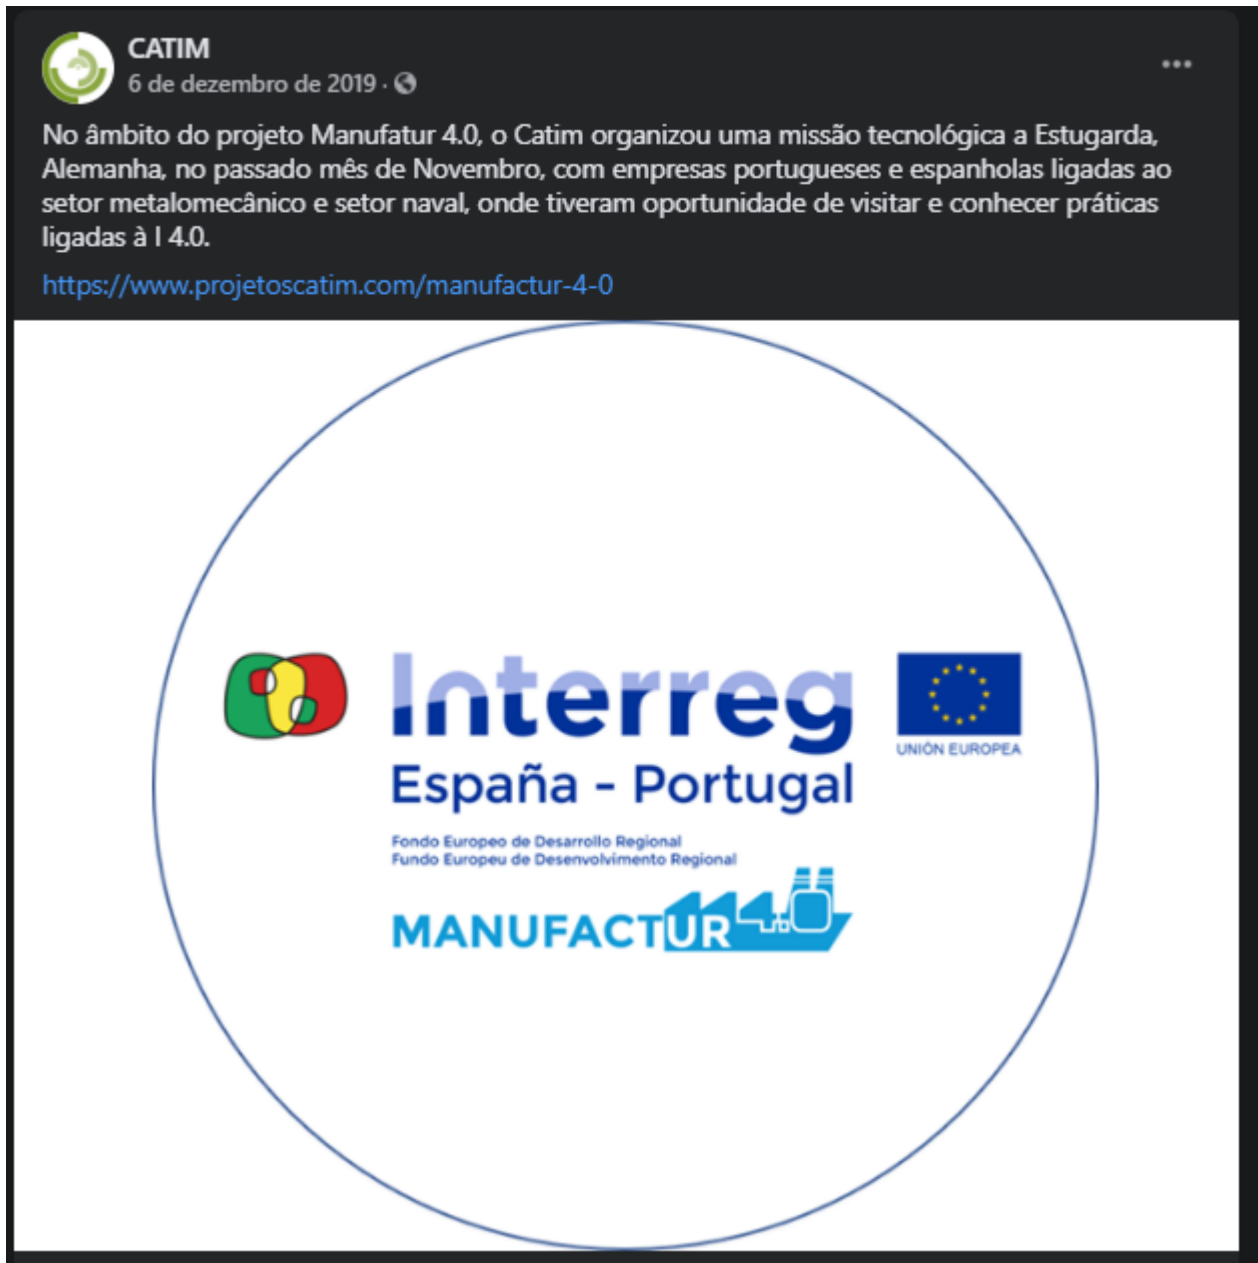 CATIM
6 de dezembro de 2019 ·
No âmbito do projeto Manufatur 4.0, o Catim organizou uma missão tecnológica a Estugarda,
Alemanha, no passado mês de Novembro, com empresas portugueses e espanholas ligadas ao
setor metalomecânico e setor naval, onde tiveram oportunidade de visitar e conhecer práticas
ligadas à I 4.0.
https://www.projetoscatim.com/manufactur-4-0
Interreg
UNIÓN EUROPEA
España - Portugal
Fondo Europeo de Desarrollo Regional
Fundo Europeu de Desenvolvimento Regional
MANUFACTUR 4.0